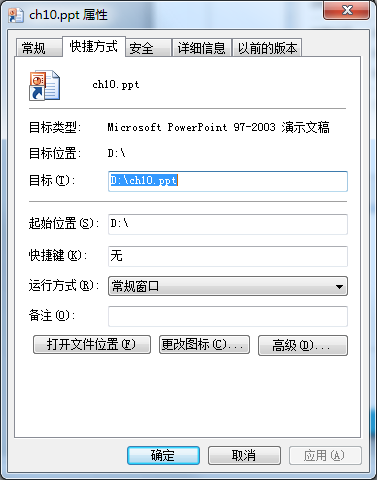 ch10.ppt 属性
常规 快捷方式 安全 详细信息 以前的版本
ch10.ppt
目标类型: Microsoft PowerPoint 97-2003 演示文稿
目标位置: D:\
目标(T): D:\ch10.ppt
起始位置(S): D:\
快捷键(K): 无
运行方式(R): 常规窗口
备注(O):
打开文件位置(F) 更改图标(C)... 高级(D)...
确定 取消 应用(A)